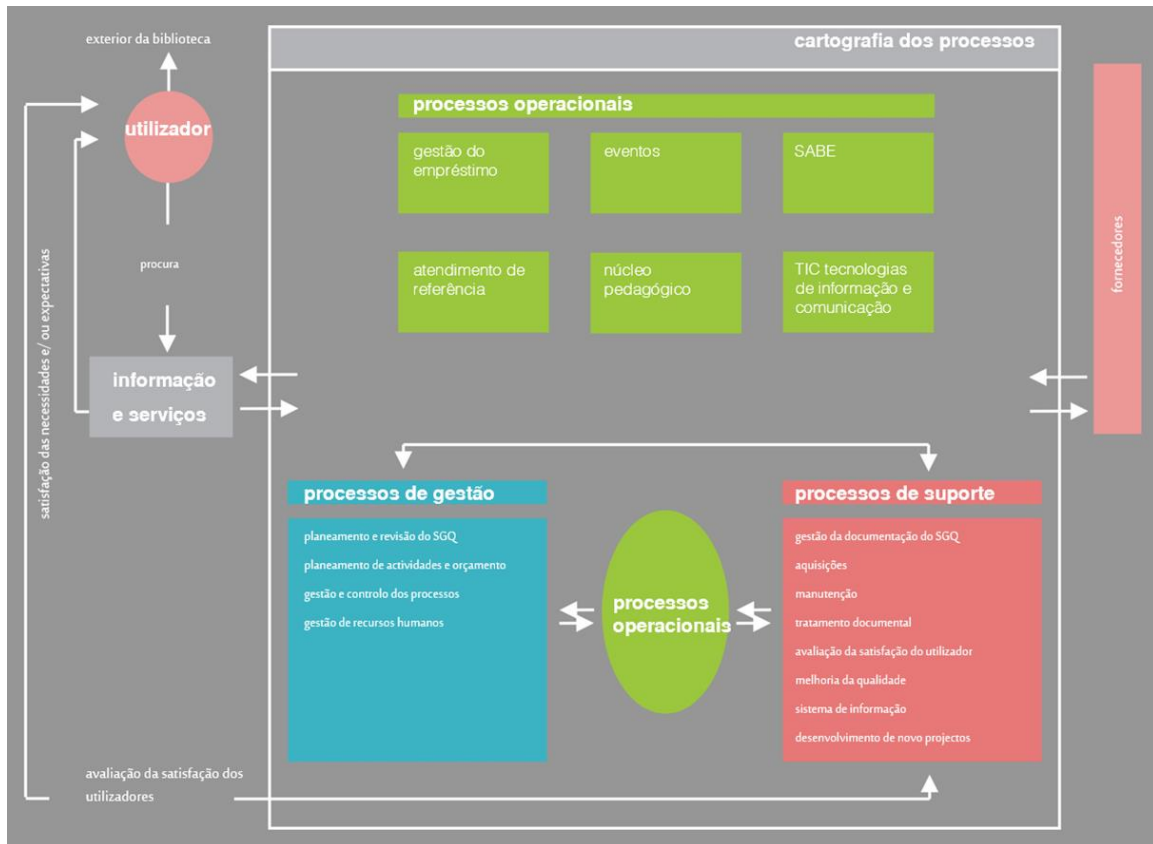 exterior da biblioteca
cartografia dos processos
utilizador
procura
informação
e serviços
satisfação das necessidades e/ ou expectativas
processos operacionais
gestão do
empréstimo
eventos
SABE
atendimento de
referência
núcleo
pedagógico
TIC tecnologias
de informação e
comunicação
fornecedores
processos de gestão
planeamento e revisão do SGQ
planeamento de actividades e orçamento
gestão e controlo dos processos
gestão de recursos humanos
processos
operacionais
processos de suporte
gestão da documentação do SGQ
aquisições
manutenção
tratamento documental
avaliação da satisfação do utilizador
melhoria da qualidade
sistema de informação
desenvolvimento de novo projectos
avaliação da satisfação dos
utilizadores